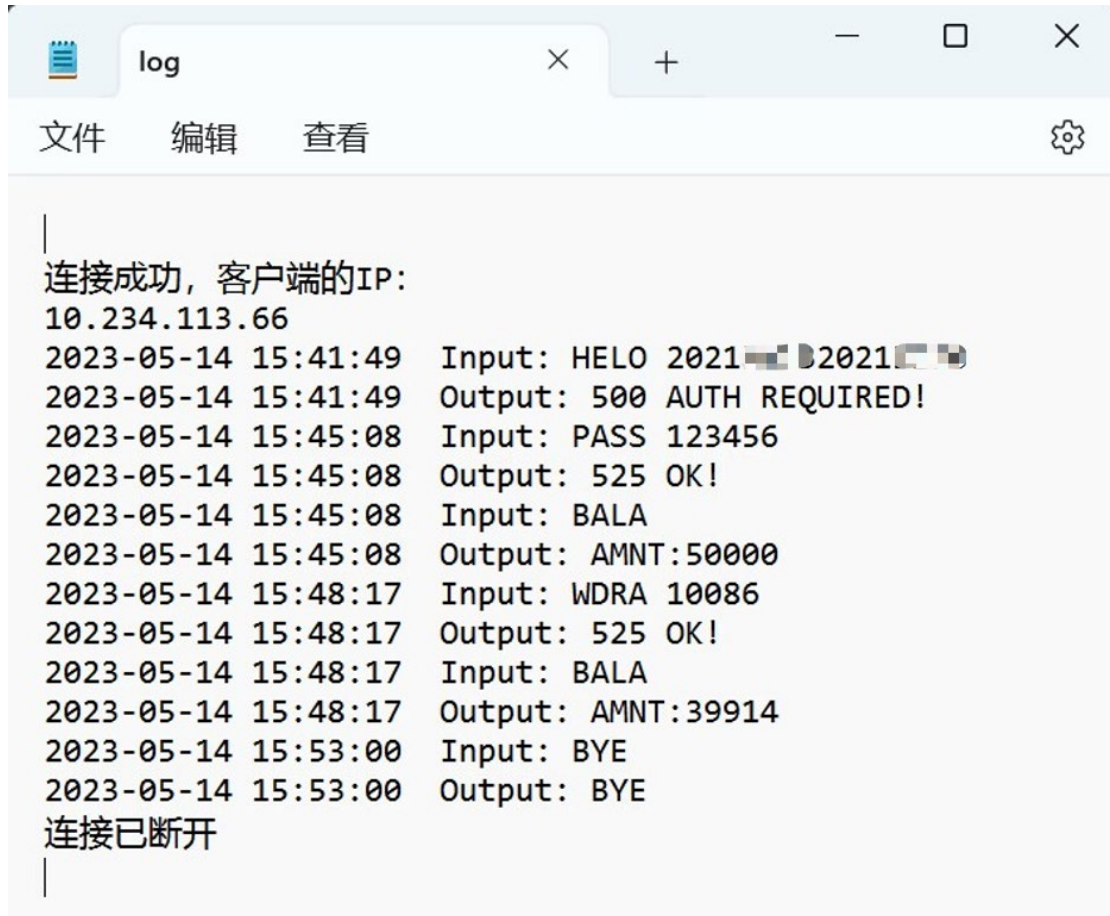 log
文件 编辑 查看
连接成功，客户端的IP:
10.234.113.66
2023-05-14 15:41:49 Input: HELO
2023-05-14 15:41:49 Output: 500 AUTH REQUIRED!
2023-05-14 15:45:08 Input: PASS 123456
2023-05-14 15:45:08 Output: 525 OK!
2023-05-14 15:45:08 Input: BALA
2023-05-14 15:45:08 Output: AMNT:50000
2023-05-14 15:48:17 Input: WDRA 10086
2023-05-14 15:48:17 Output: 525 OK!
2023-05-14 15:48:17 Input: BALA
2023-05-14 15:48:17 Output: AMNT:39914
2023-05-14 15:53:00 Input: BYE
2023-05-14 15:53:00 Output: BYE
连接已断开